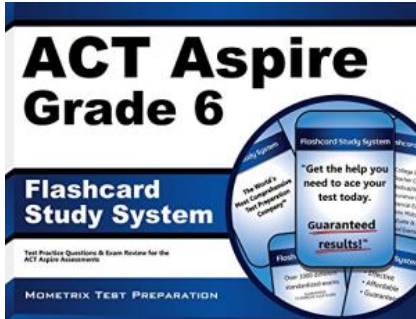 ACT Aspire
Grade 6
Flashcard
Study System
Test Practice Questions & Exam Review for the
ACT Aspire Assessments
MOMETRIX TEST PREPARATION
The World's
Most Comprehensive
Test Preparation
Company"
Flashcard Study System
"Get the help you
need to ace your
test today.
Guaranteed
results!"
Over 1000 different
standardized exams
• Effective
• Affordable
• Guarantee